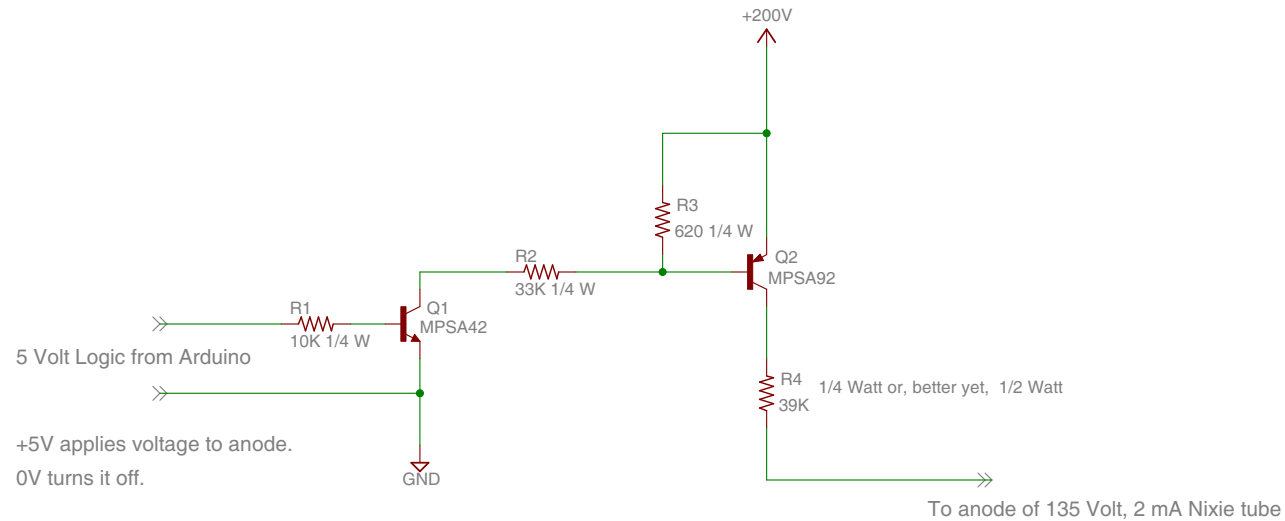 +200V
R3
620 1/4 W
R2
33K 1/4 W
Q2
MPSA92
R1
10K 1/4 W
Q1
MPSA42
5 Volt Logic from Arduino
R4
39K
1/4 Watt or, better yet, 1/2 Watt
+5V applies voltage to anode.
0V turns it off.
GND
To anode of 135 Volt, 2 mA Nixie tube